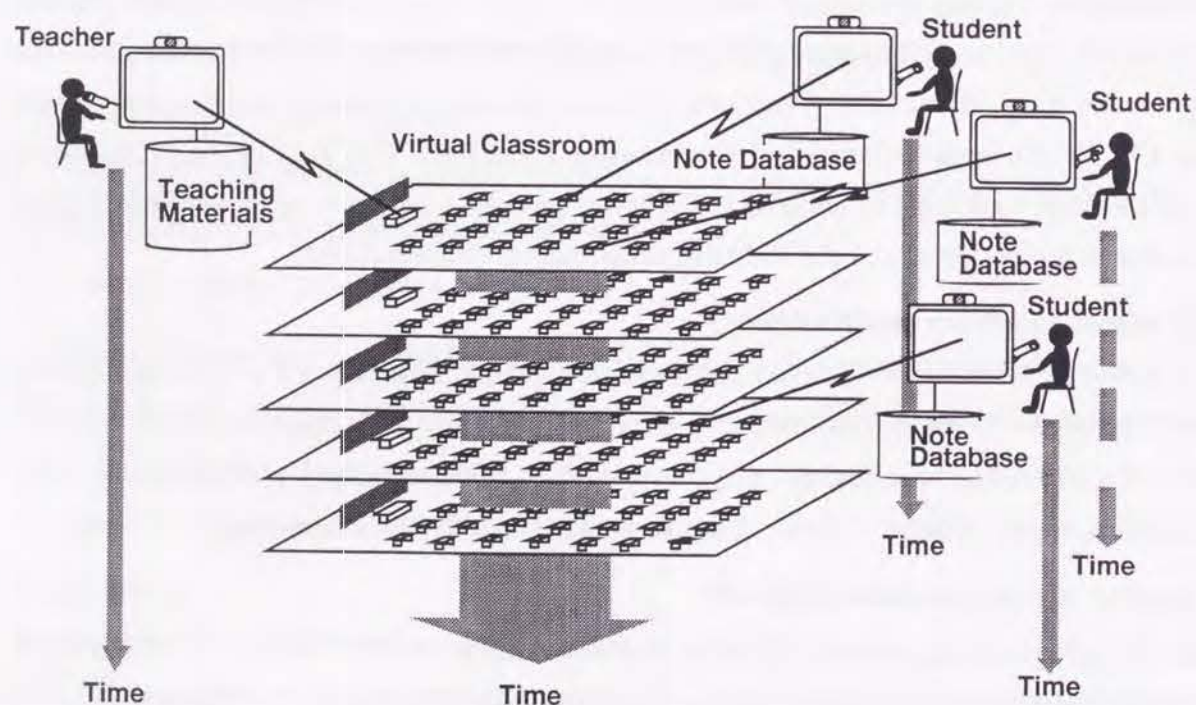 Teacher
Student
Student
Virtual Classroom
Note Database
Teaching
Materials
Note
Database
Student
Note
Database
Time
Time
Time
Time
Time